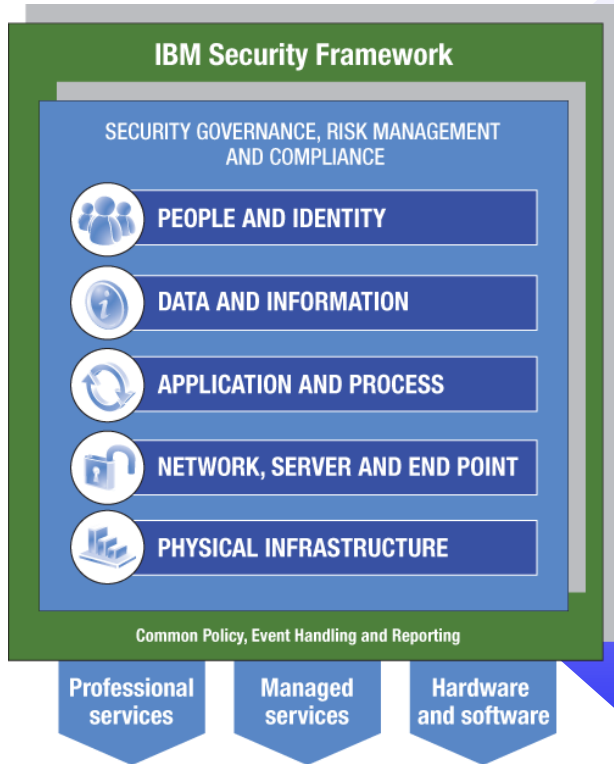 IBM Security Framework
SECURITY GOVERNANCE, RISK MANAGEMENT
AND COMPLIANCE
PEOPLE AND IDENTITY
i
DATA AND INFORMATION
APPLICATION AND PROCESS
NETWORK, SERVER AND END POINT
PHYSICAL INFRASTRUCTURE
Common Policy, Event Handling and Reporting
Professional
services
Managed
services
Hardware
and software